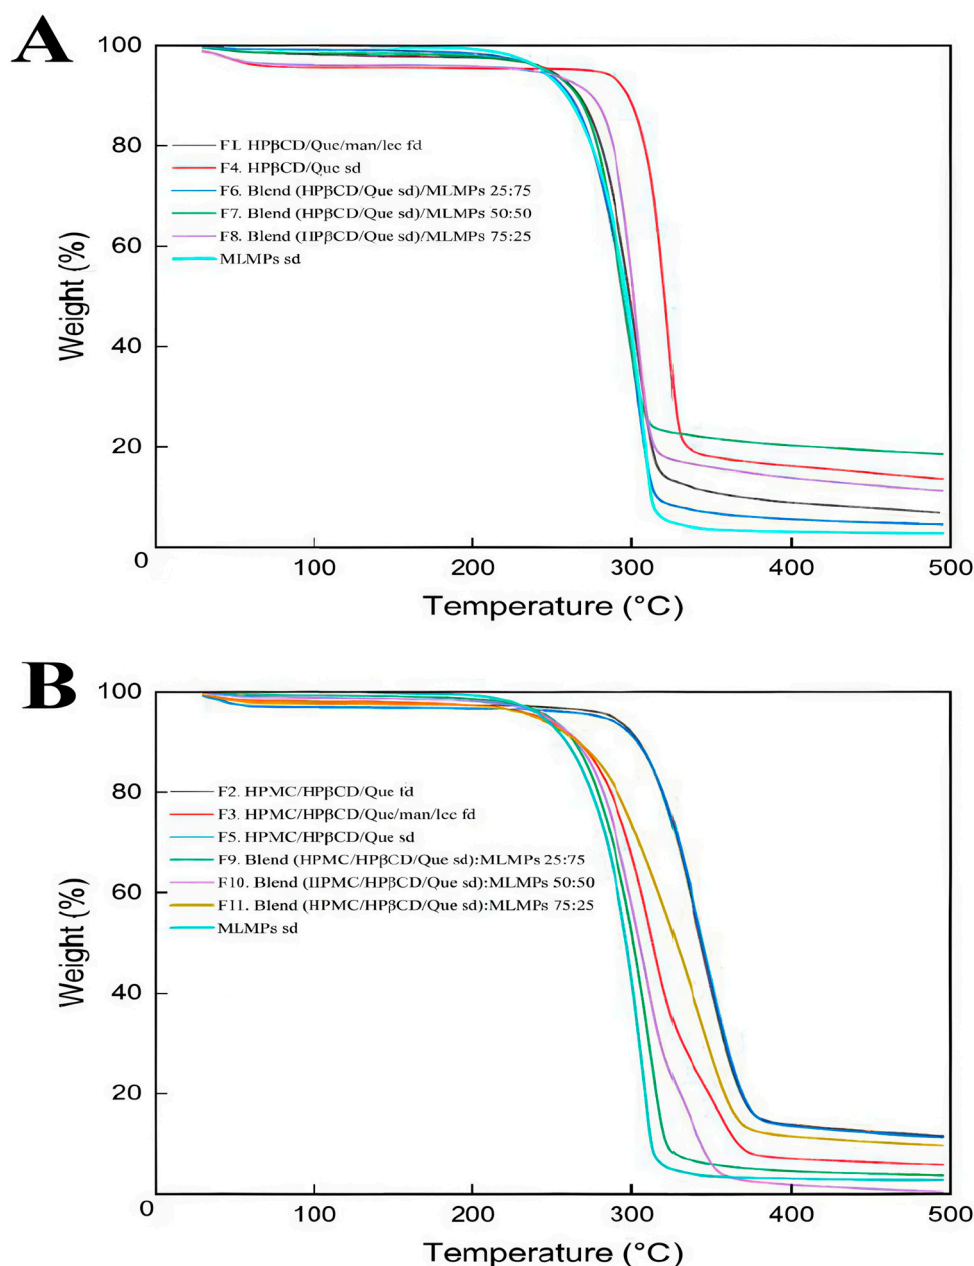 A
100
80
60
40
20
0
Weight (%)
F1. HPβCD/Que/man/lec fd
F4. HPβCD/Que sd
F6. Blend (HPβCD/Que sd)/MLMPs 25:75
F7. Blend (HPβCD/Que sd)/MLMPs 50:50
F8. Blend (HPβCD/Que sd)/MLMPs 75:25
MLMPs sd
100 200 300 400 500
Temperature (°C)
B
100
80
60
40
20
0
Weight (%)
F2. HPMC/HPβCD/Que fd
F3. HPMC/HPβCD/Que/man/lec fd
F5. HPMC/HPβCD/Que sd
F9. Blend (HPMC/HPβCD/Que sd):MLMPs 25:75
F10. Blend (HPMC/HPβCD/Que sd):MLMPs 50:50
F11. Blend (HPMC/HPβCD/Que sd):MLMPs 75:25
MLMPs sd
100 200 300 400 500
Temperature (°C)